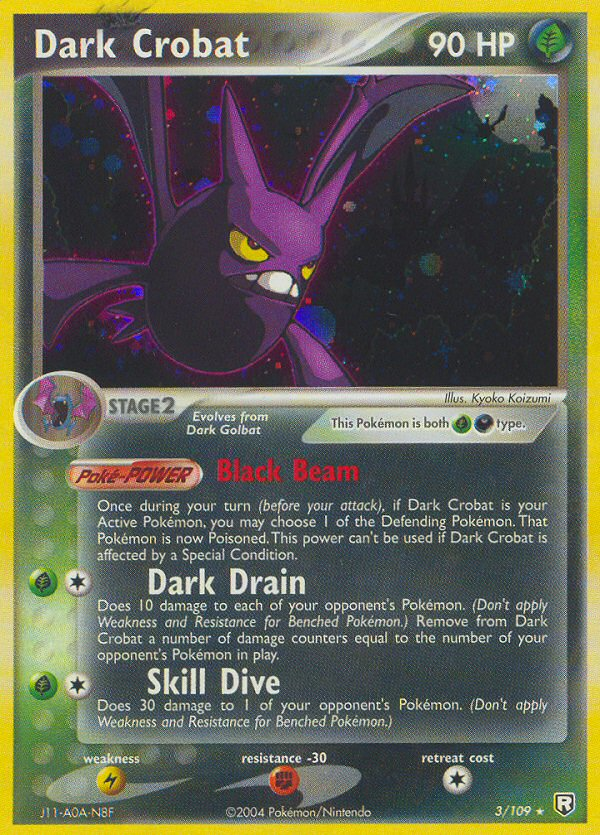 Dark Crobat 90 HP
Illus. Kyoko Koizumi
STAGE2
Evolves from
Dark Golbat
This Pokémon is both type.
Poké-POWER Black Beam
Once during your turn (before your attack), if Dark Crobat is your
Active Pokémon, you may choose 1 of the Defending Pokémon. That
Pokémon is now Poisoned. This power can't be used if Dark Crobat is
affected by a Special Condition.
Dark Drain
Does 10 damage to each of your opponent's Pokémon. (Don't apply
Weakness and Resistance for Benched Pokémon.) Remove from Dark
Crobat a number of damage counters equal to the number of your
opponent's Pokémon in play.
Skill Dive
Does 30 damage to 1 of your opponent's Pokémon. (Don't apply
Weakness and Resistance for Benched Pokémon.)
weakness resistance -30 retreat cost
J11-A0A-N8F ©2004 Pokémon/Nintendo 3/109 ★ R